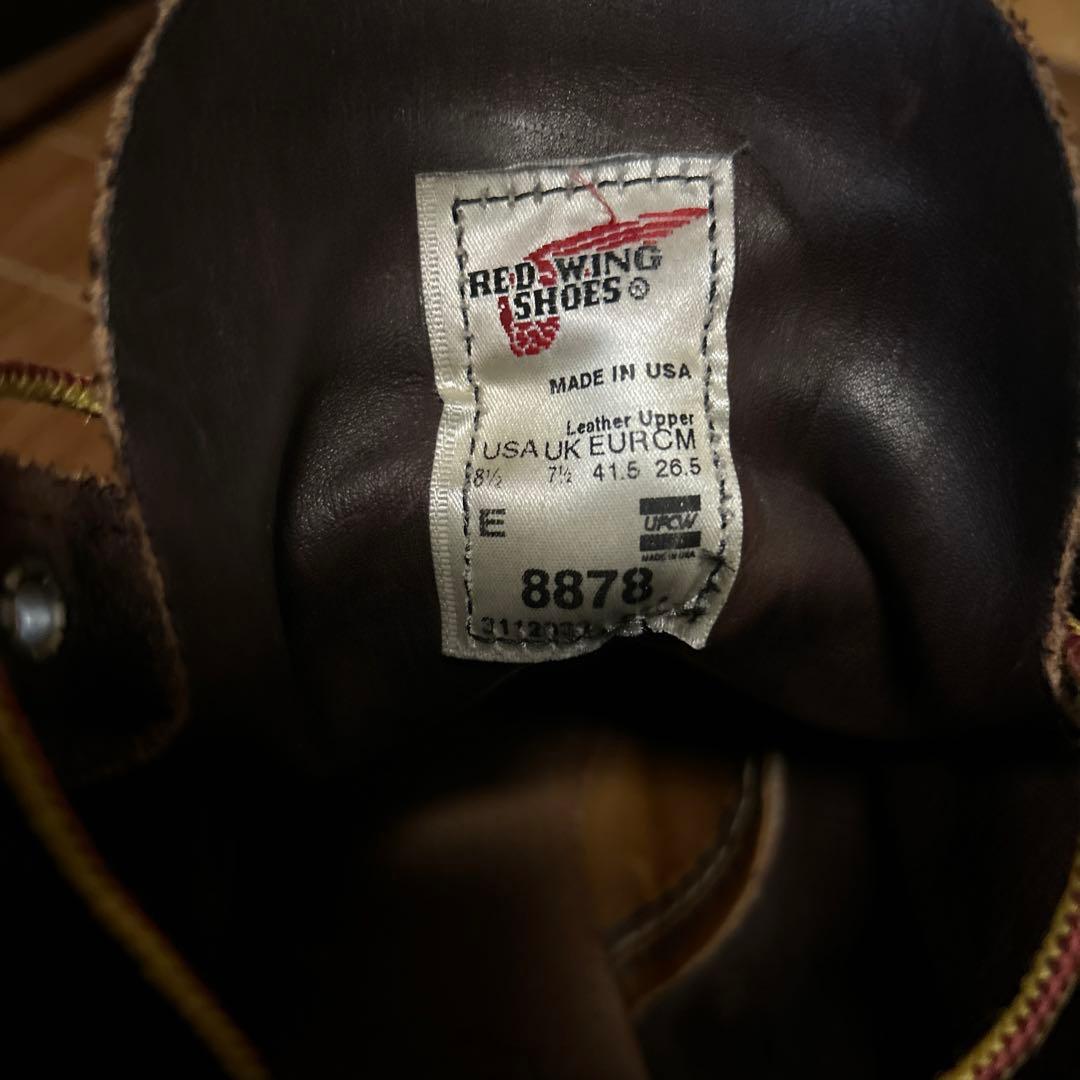 RED WING
SHOES ®
MADE IN USA
Leather Upper
USA UK EUR CM
8½ 7½ 41.5 26.5
E
UFCW
MADE IN USA
8878